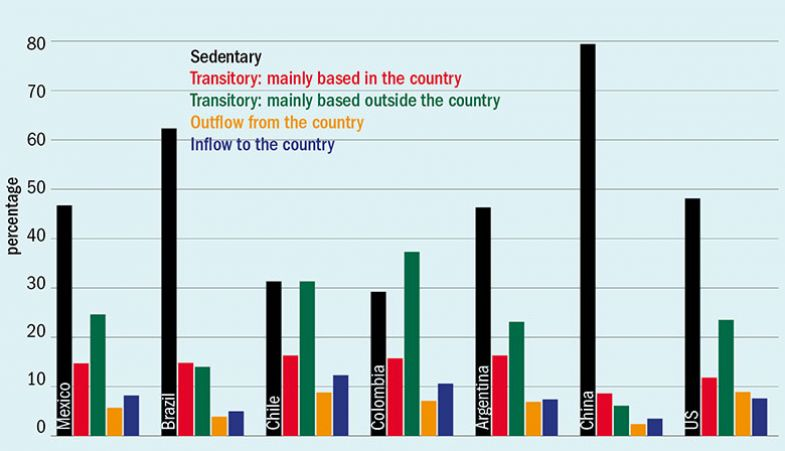 80
70
60
50
40
30
20
10
0
percentage
Sedentary
Transitory: mainly based in the country
Transitory: mainly based outside the country
Outflow from the country
Inflow to the country
Mexico
Brazil
Chile
Colombia
Argentina
China
US